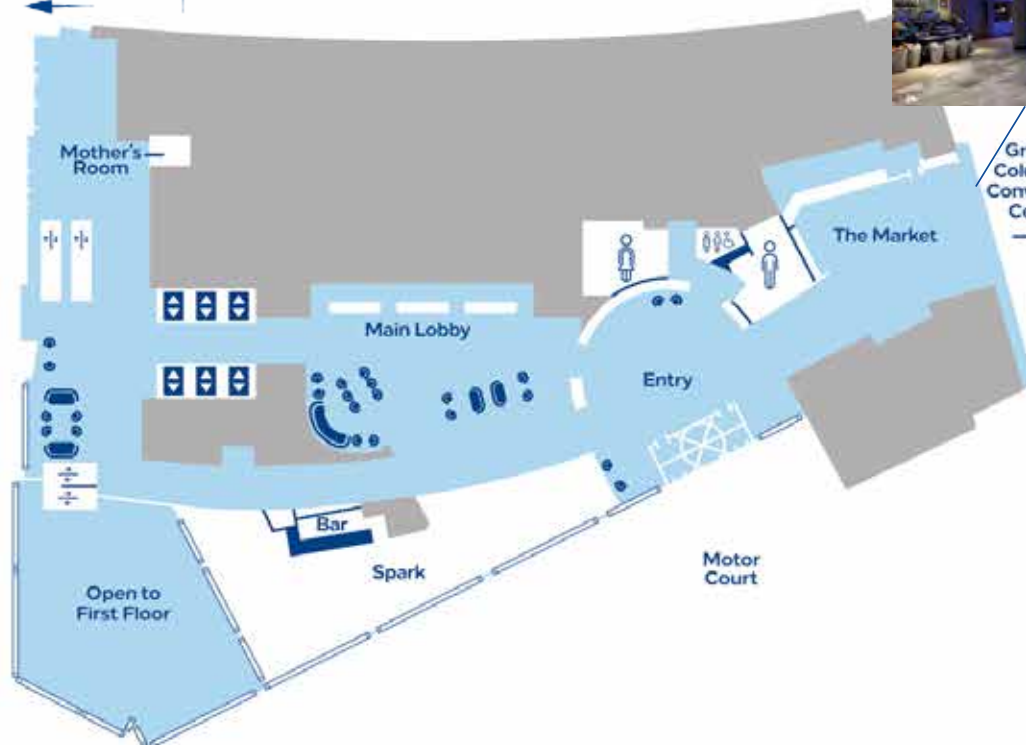 Mother's
Room
The Market
Main Lobby
Entry
Bar
Spark
Motor
Court
Open to
First Floor